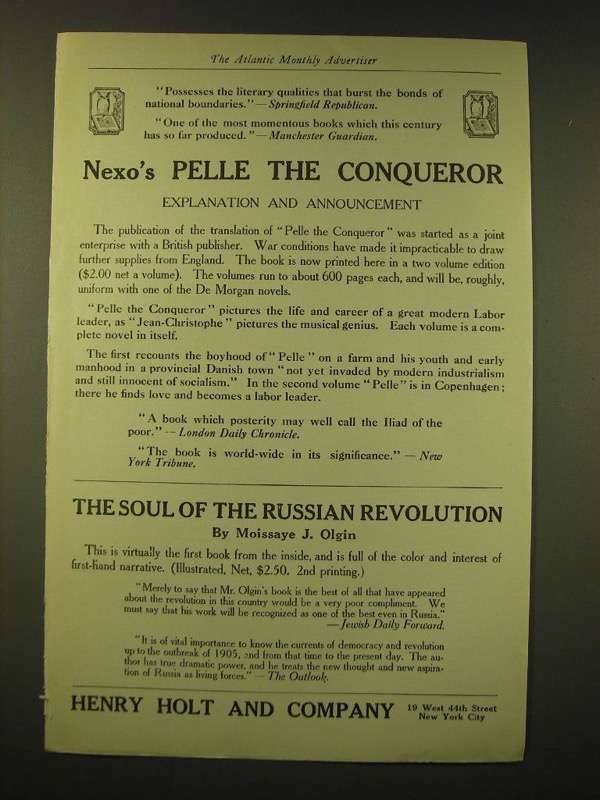 The Atlantic Monthly Advertiser
"Possesses the literary qualities that burst the bonds of
national boundaries."—Springfield Republican.
"One of the most momentous books which this century
has so far produced."—Manchester Guardian.
Nexo's PELLE THE CONQUEROR
EXPLANATION AND ANNOUNCEMENT
The publication of the translation of "Pelle the Conqueror" was started as a joint
enterprise with a British publisher. War conditions have made it impracticable to draw
further supplies from England. The book is now printed here in a two volume edition
($2.00 net a volume). The volumes run to about 600 pages each, and will be, roughly,
uniform with one of the De Morgan novels.
"Pelle the Conqueror" pictures the life and career of a great modern Labor
leader, as "Jean-Christophe" pictures the musical genius. Each volume is a com-
plete novel in itself.
The first recounts the boyhood of "Pelle" on a farm and his youth and early
manhood in a provincial Danish town "not yet invaded by modern industrialism
and still innocent of socialism." In the second volume "Pelle" is in Copenhagen;
there he finds love and becomes a labor leader.
"A book which posterity may well call the Iliad of the
poor."—London Daily Chronicle.
"The book is world-wide in its significance."—New
York Tribune.
THE SOUL OF THE RUSSIAN REVOLUTION
By Moissaye J. Olgin
This is virtually the first book from the inside, and is full of the color and interest of
first-hand narrative. (Illustrated, Net, $2.50. 2nd printing.)
"Merely to say that Mr. Olgin's book is the best of all that have appeared
about the revolution in this country would be a very poor compliment. We
must say that his work will be recognized as one of the best even in Russia."
—Jewish Daily Forward.
"It is of vital importance to know the currents of democracy and revolution
up to the outbreak of 1905, and from that time to the present day. The au-
thor has true dramatic power, and he treats the new thought and new aspira-
tion of Russia as living forces."—The Outlook.
HENRY HOLT AND COMPANY 19 West 44th Street
New York City